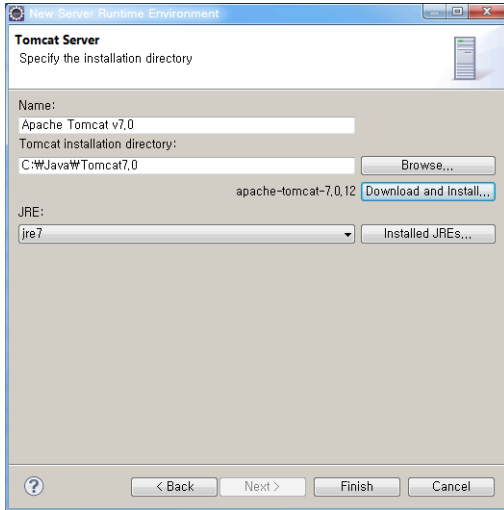 New Server Runtime Environment
Tomcat Server
Specify the installation directory
Name:
Apache Tomcat v7.0
Tomcat installation directory:
C:₩Java₩Tomcat7.0
Browse...
apache-tomcat-7.0.12 Download and Install...
JRE:
jre7
Installed JREs...
?
< Back Next > Finish Cancel